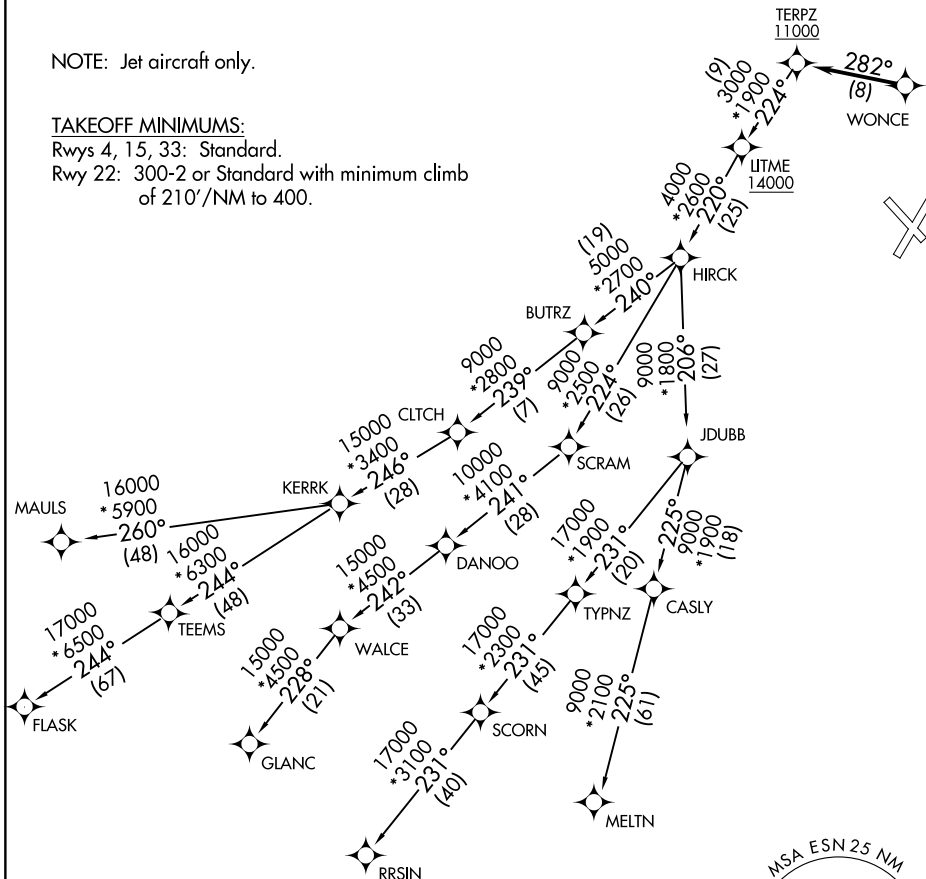 TERPZ
11000
NOTE: Jet aircraft only.
282°
(8)
WONCE
(9)
3000
*1900
224°
TAKEOFF MINIMUMS:
Rwys 4, 15, 33: Standard.
Rwy 22: 300-2 or Standard with minimum climb
of 210'/NM to 400.
LITME
14000
4000
*2600
220°
(25)
HIRCK
(19)
5000
*2700
240°
BUTRZ
9000
*2800
239°
(7)
9000
*2500
224°
(26)
9000
*1800
206°
(27)
CLTCH
SCRAM
JDUBB
15000
*3400
246°
(28)
KERRK
10000
*4100
241°
(28)
MAULS
16000
*5900
260°
(48)
16000
*6300
244°
(48)
DANOO
17000
*1900
231°
(20)
225°
9000
*1900
(18)
TYPNZ
CASLY
TEEMS
15000
*4500
242°
(33)
WALCE
17000
*6500
244°
(67)
FLASK
15000
*4500
228°
(21)
GLANC
17000
*2300
231°
(45)
SCORN
9000
*2100
225°
(61)
MELTN
17000
*3100
231°
(40)
RRSIN
MSA ESN 25 NM